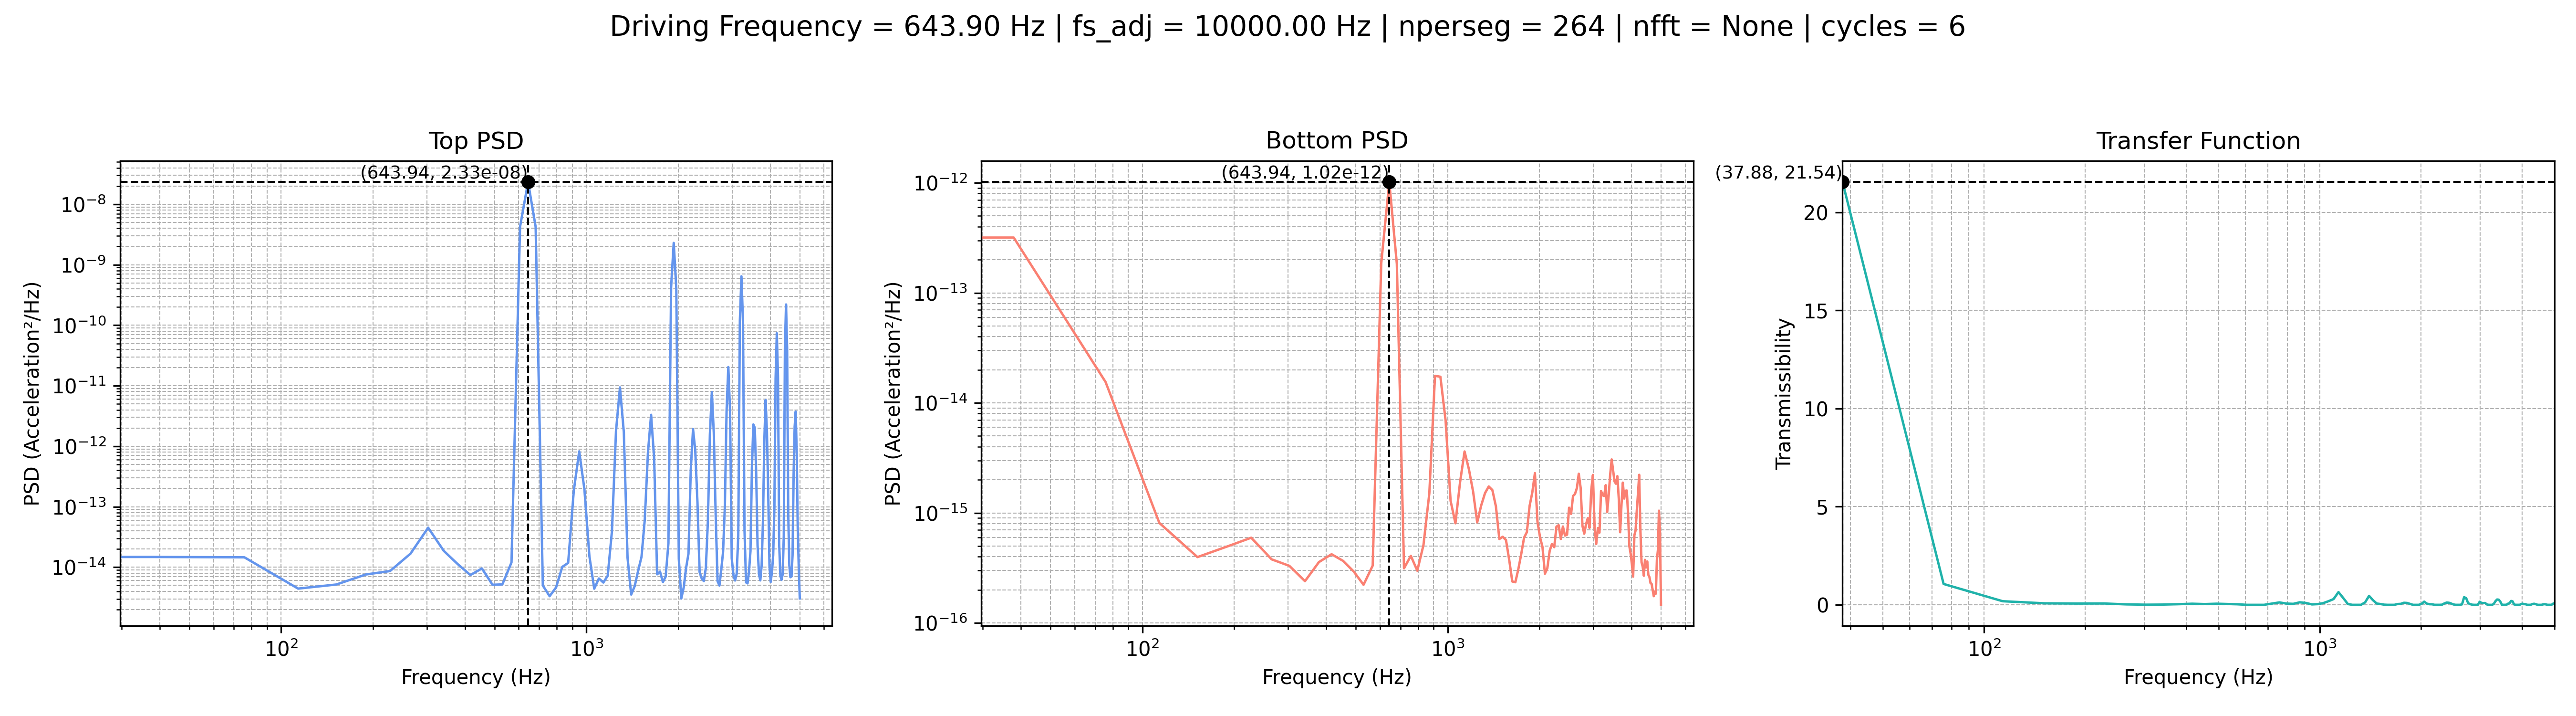 Driving Frequency = 643.90 Hz | fs_adj = 10000.00 Hz | nperseg = 264 | nfft = None | cycles = 6
Top PSD
(643.94, 2.33e-08)
10⁻⁸
10⁻⁹
10⁻¹⁰
10⁻¹¹
10⁻¹²
10⁻¹³
10⁻¹⁴
PSD (Acceleration²/Hz)
10²
10³
Frequency (Hz)
Bottom PSD
(643.94, 1.02e-12)
10⁻¹²
10⁻¹³
10⁻¹⁴
10⁻¹⁵
10⁻¹⁶
PSD (Acceleration²/Hz)
10²
10³
Frequency (Hz)
Transfer Function
(37.88, 21.54)
20
15
10
5
0
Transmissibility
10²
10³
Frequency (Hz)